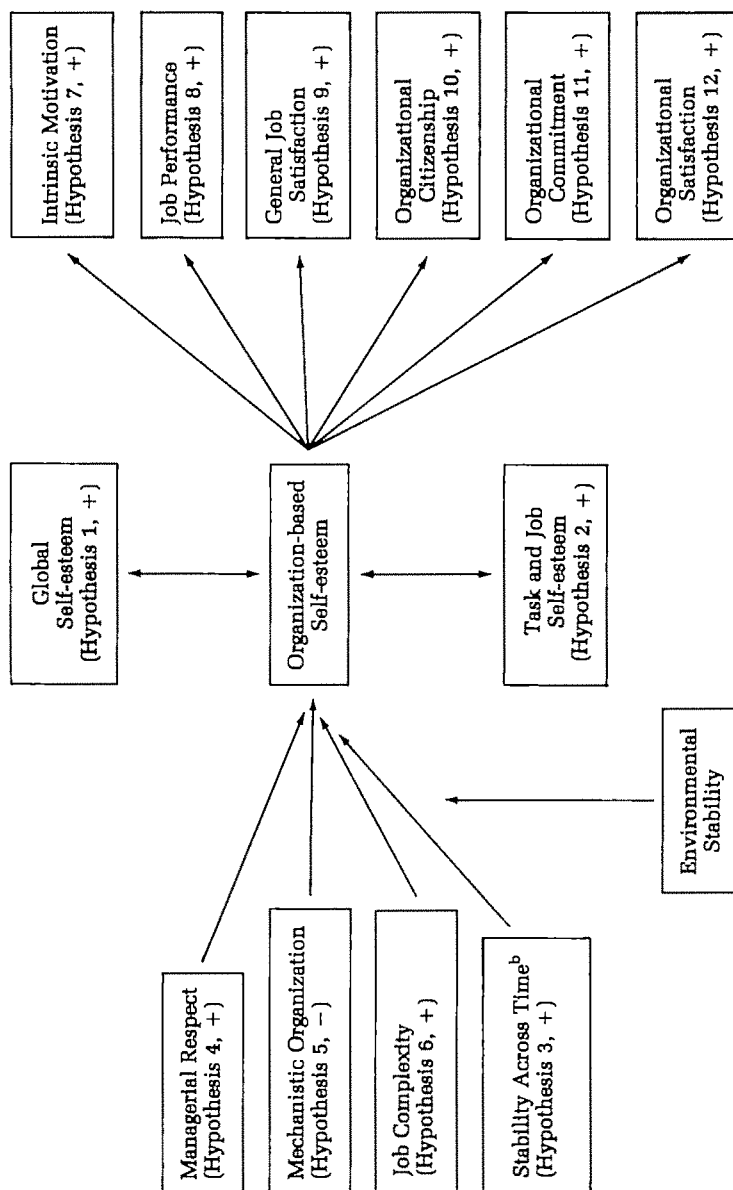 Managerial Respect
(Hypothesis 4, +)
Mechanistic Organization
(Hypothesis 5, −)
Job Complexity
(Hypothesis 6, +)
Stability Across Timeᵇ
(Hypothesis 3, +)
Environmental
Stability
Global
Self-esteem
(Hypothesis 1, +)
Organization-based
Self-esteem
Task and Job
Self-esteem
(Hypothesis 2, +)
Intrinsic Motivation
(Hypothesis 7, +)
Job Performance
(Hypothesis 8, +)
General Job
Satisfaction
(Hypothesis 9, +)
Organizational
Citizenship
(Hypothesis 10, +)
Organizational
Commitment
(Hypothesis 11, +)
Organizational
Satisfaction
(Hypothesis 12, +)